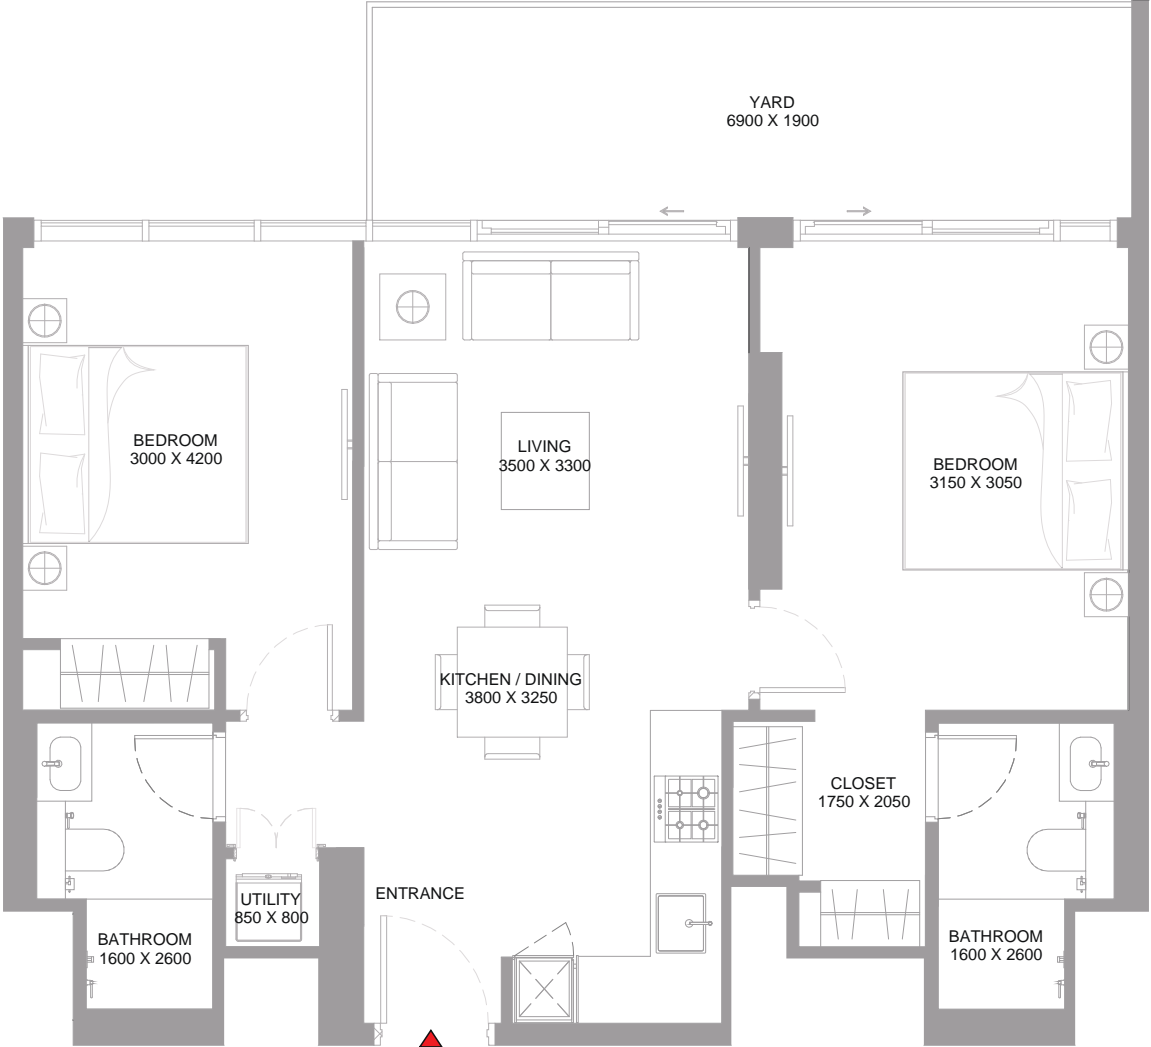 YARD
6900 X 1900
BEDROOM
3000 X 4200
LIVING
3500 X 3300
BEDROOM
3150 X 3050
KITCHEN / DINING
3800 X 3250
CLOSET
1750 X 2050
ENTRANCE
UTILITY
850 X 800
BATHROOM
1600 X 2600
BATHROOM
1600 X 2600